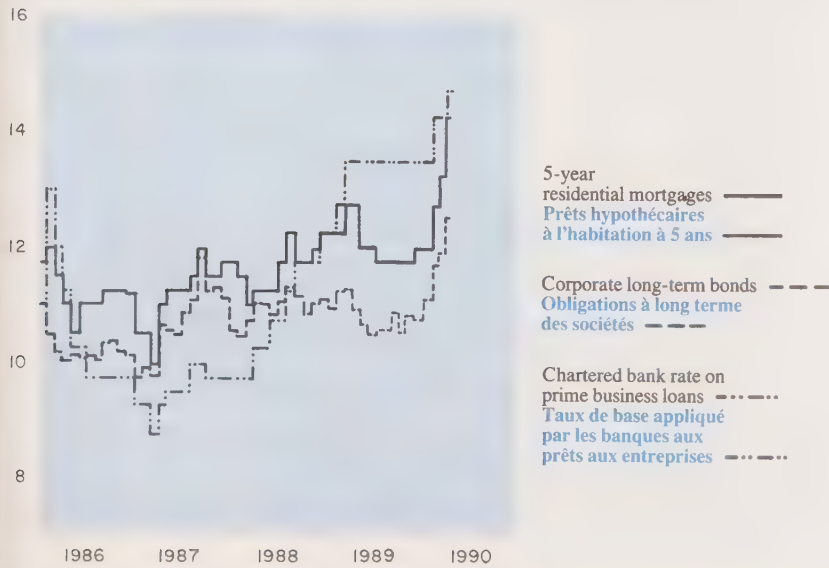 16
14
12
10
8
1986 1987 1988 1989 1990
5-year
residential mortgages
Prêts hypothécaires
à l'habitation à 5 ans
Corporate long-term bonds
Obligations à long terme
des sociétés
Chartered bank rate on
prime business loans
Taux de base appliqué
par les banques aux
prêts aux entreprises